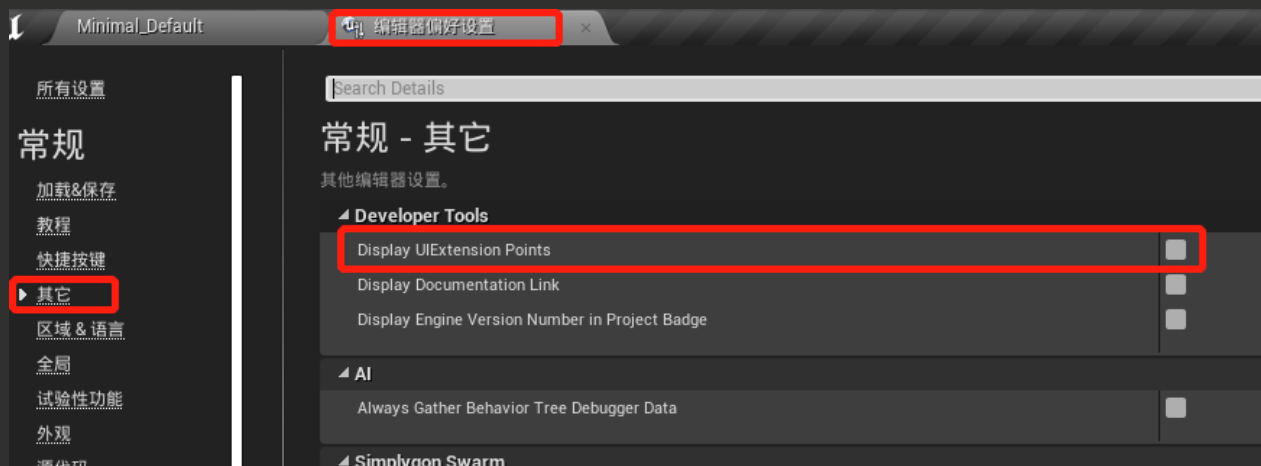 Minimal_Default
编辑器偏好设置
所有设置
常规
加载&保存
教程
快捷按键
其它
区域 & 语言
全局
试验性功能
外观
源代码
Search Details
常规 - 其它
其他编辑器设置。
Developer Tools
Display UIExtension Points
Display Documentation Link
Display Engine Version Number in Project Badge
AI
Always Gather Behavior Tree Debugger Data
Simplygon Swarm